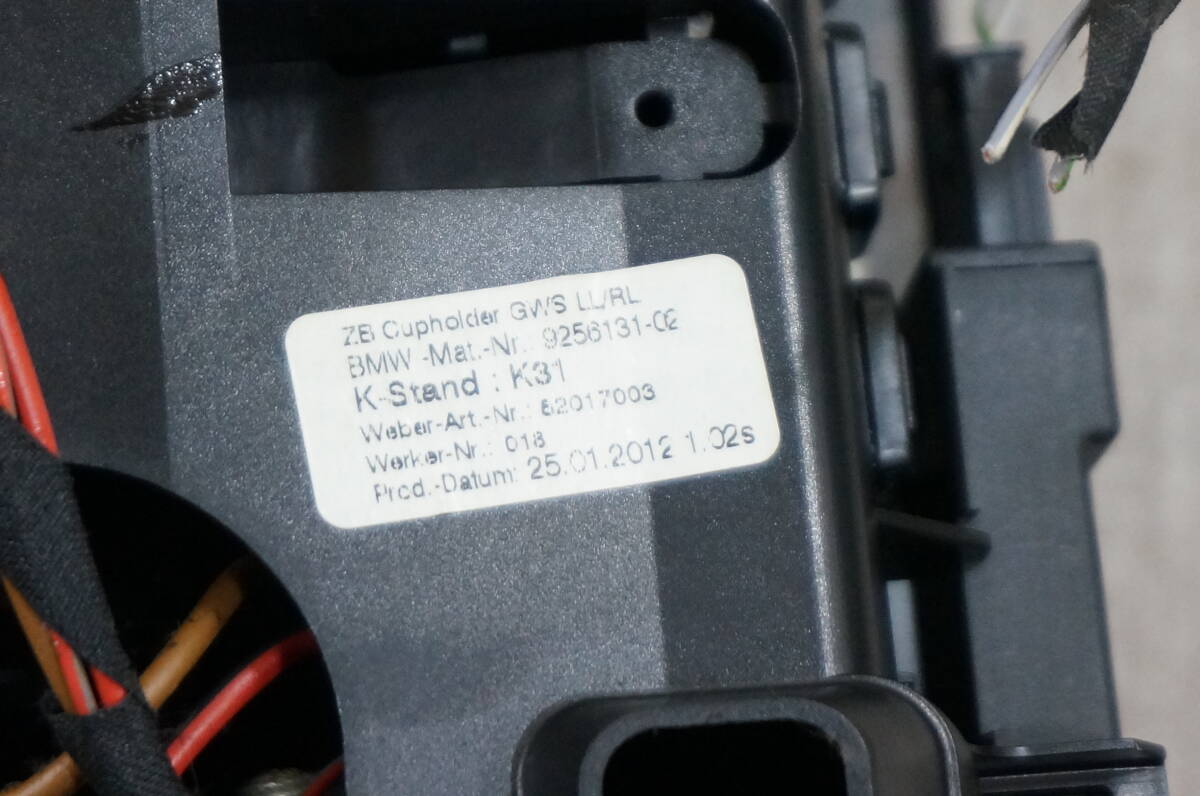 ZB Cupholder GWS LL/RL
BMW -Mat.-Nr.: 9256131-02
K-Stand : K31
Weber-Art.-Nr.: 62017003
Werker-Nr.: 018
Prod.-Datum: 25.01.2012 1.02s